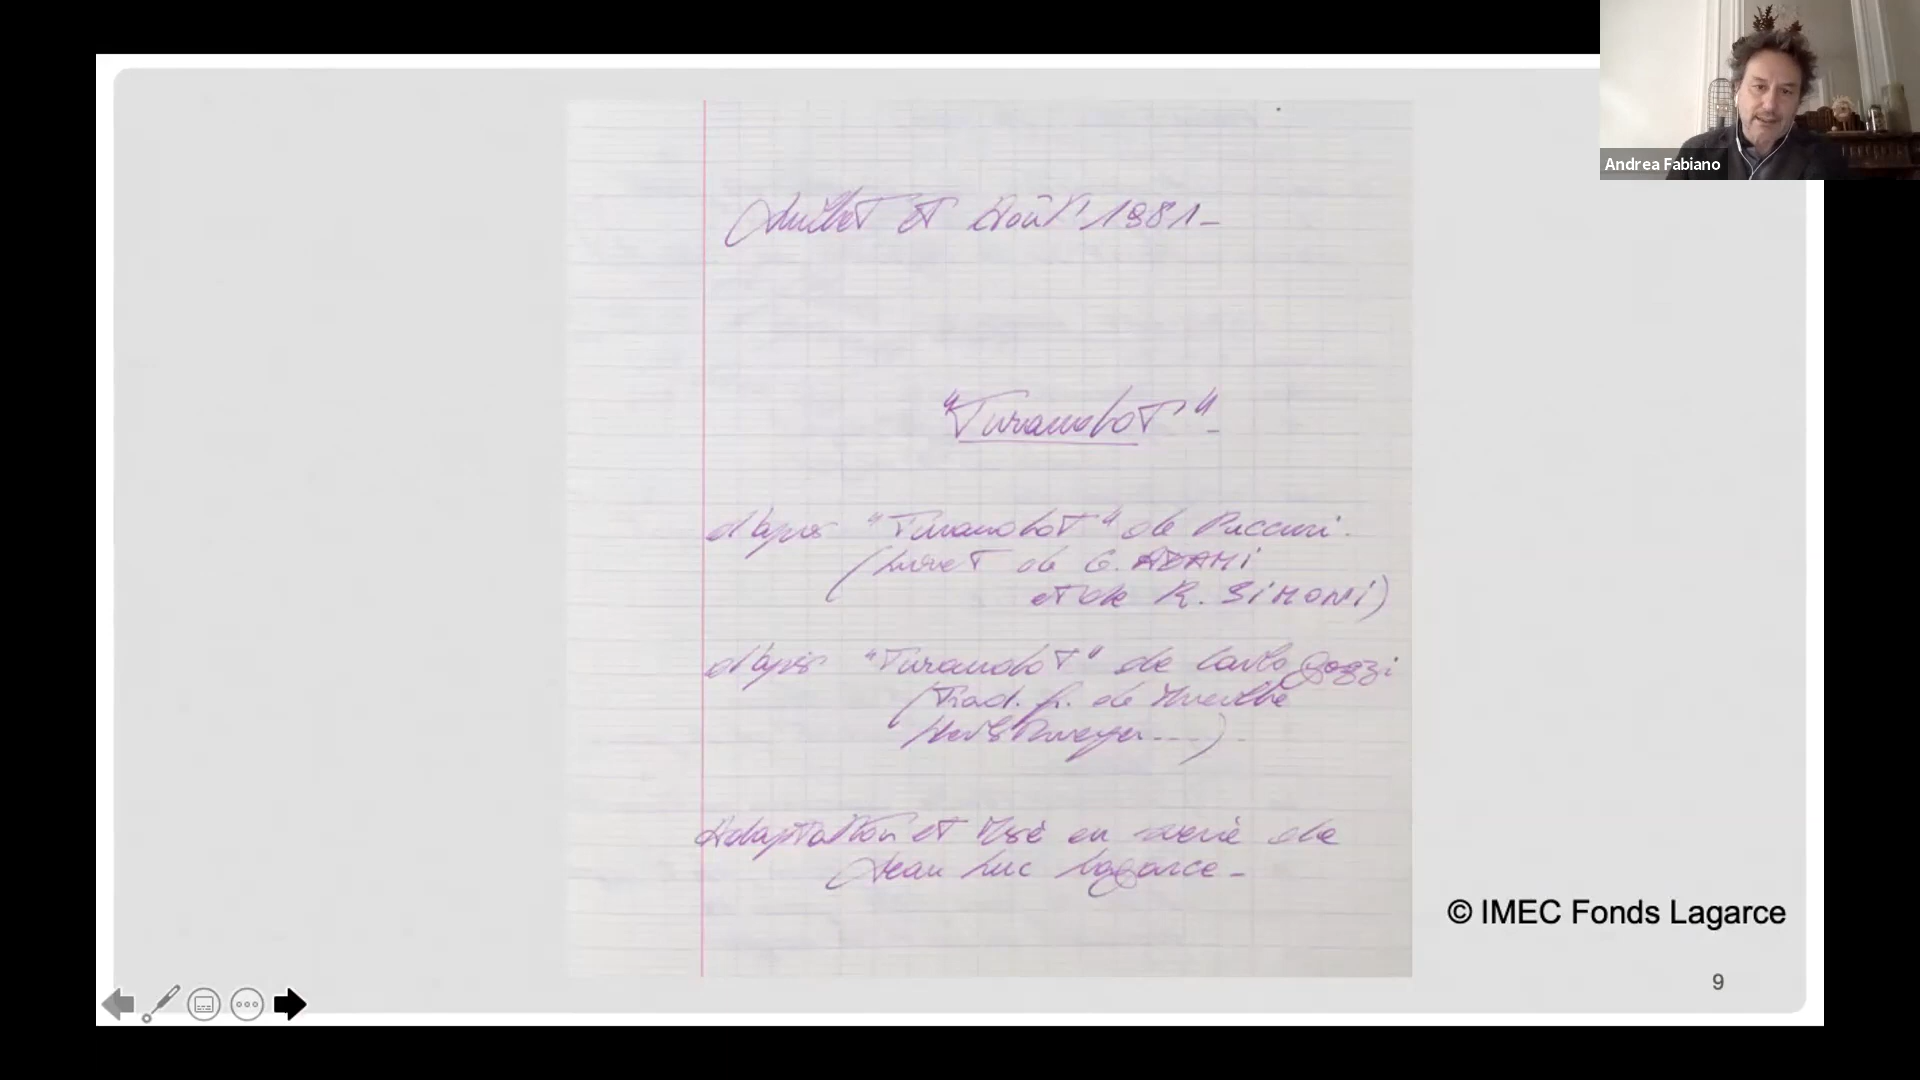 Andrea Fabiano
Juillet et Août 1981-
"Turandot"-
d'après "Turandot" de Puccini.
(Livret de G. ADAMI
et de R. SIMONI)
d'après "Turandot" de Carlo Gozzi
(Trad. fr. de
Adaptation et Mise en scène de
Jean Luc Lagarce-
© IMEC Fonds Lagarce
9